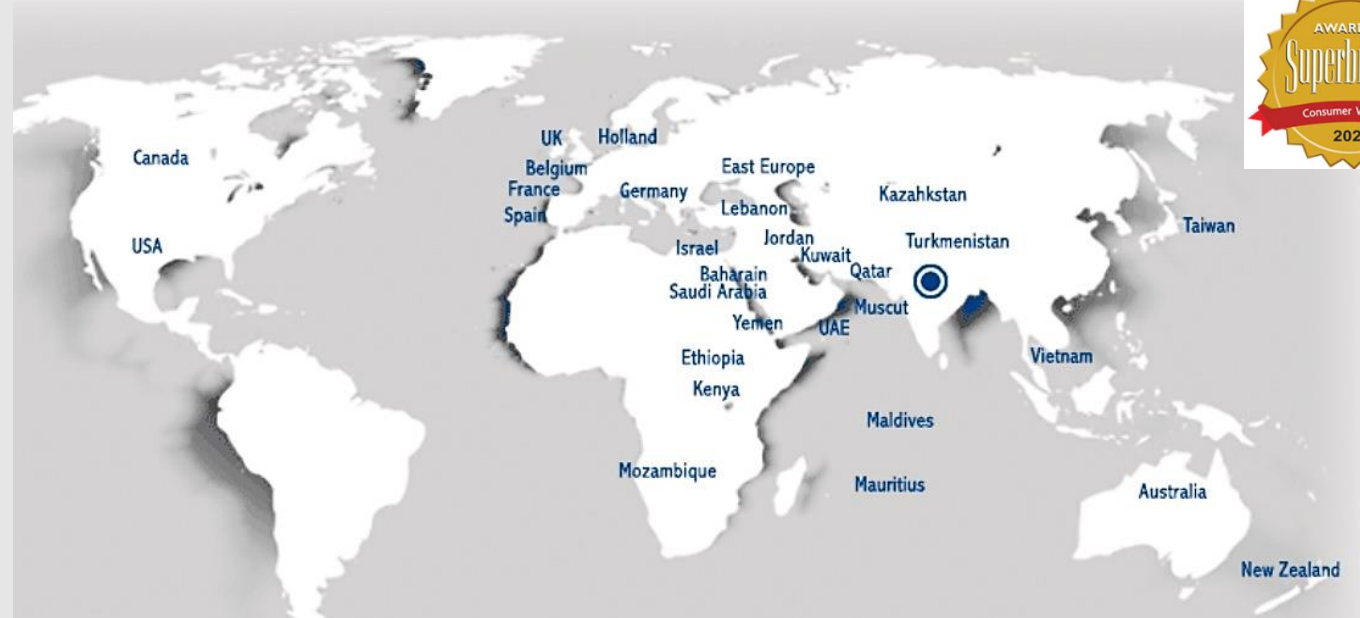 AWARD
Superb
Consumer
202
UK
Holland
Canada
Belgium
East Europe
France
Germany
Kazahkstan
Spain
Lebanon
Taiwan
USA
Israel
Jordan
Turkmenistan
Kuwait
Baharain
Qatar
Saudi Arabia
Muscut
Yemen
UAE
Ethiopia
Vietnam
Kenya
Maldives
Mozambique
Mauritius
Australia
New Zealand